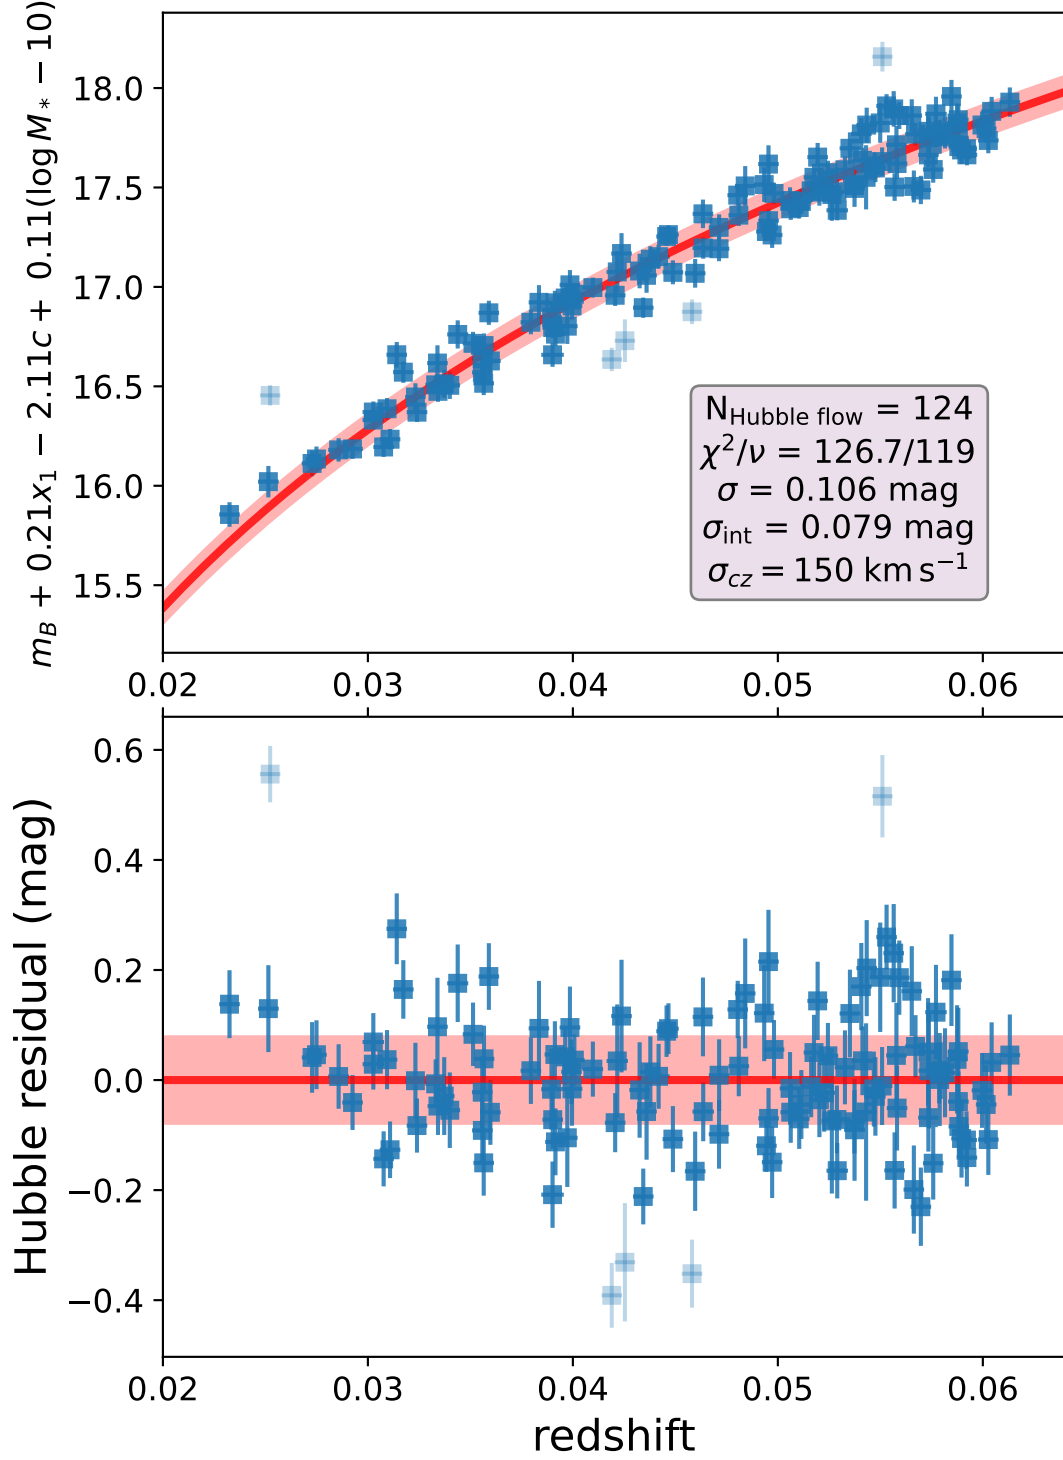 m_B + 0.21x_1 − 2.11c + 0.11(log M_* − 10)
18.0
17.5
17.0
16.5
16.0
15.5
N_Hubble flow = 124
χ²/ν = 126.7/119
σ = 0.106 mag
σ_int = 0.079 mag
σ_cz = 150 km s⁻¹
0.02 0.03 0.04 0.05 0.06
Hubble residual (mag)
0.6
0.4
0.2
0.0
−0.2
−0.4
0.02 0.03 0.04 0.05 0.06
redshift